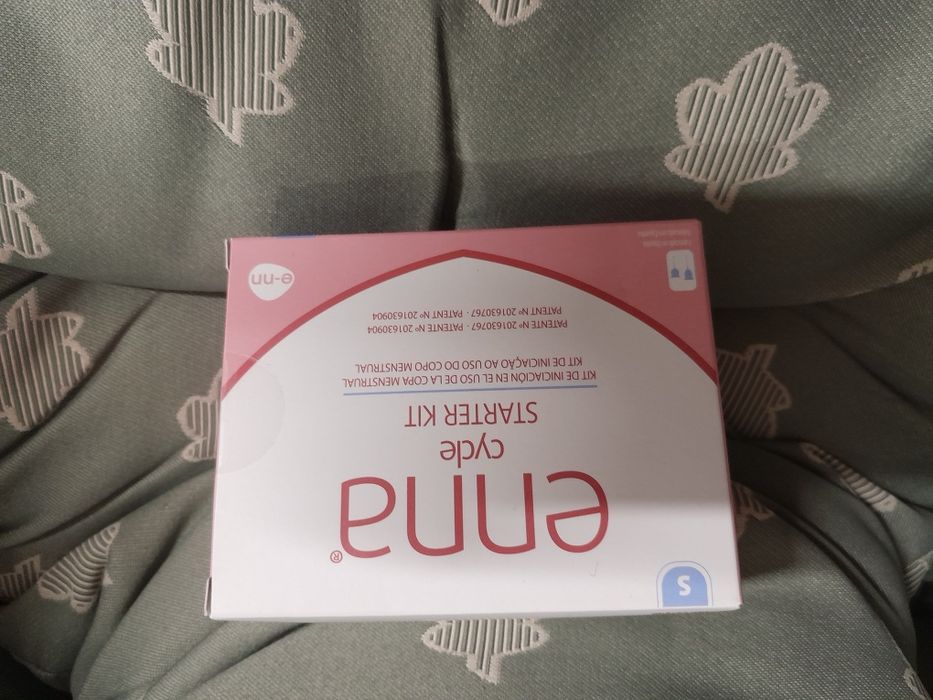 S
enna®
cycle
STARTER KIT
KIT DE INICIACIÓN EN EL USO DE LA COPA MENSTRUAL
KIT DE INICIAÇÃO AO USO DO COPO MENSTRUAL
PATENTE Nº 201630767 - PATENTE Nº 201630904
PATENT Nº 201630767 - PATENT Nº 201630904
e-nn